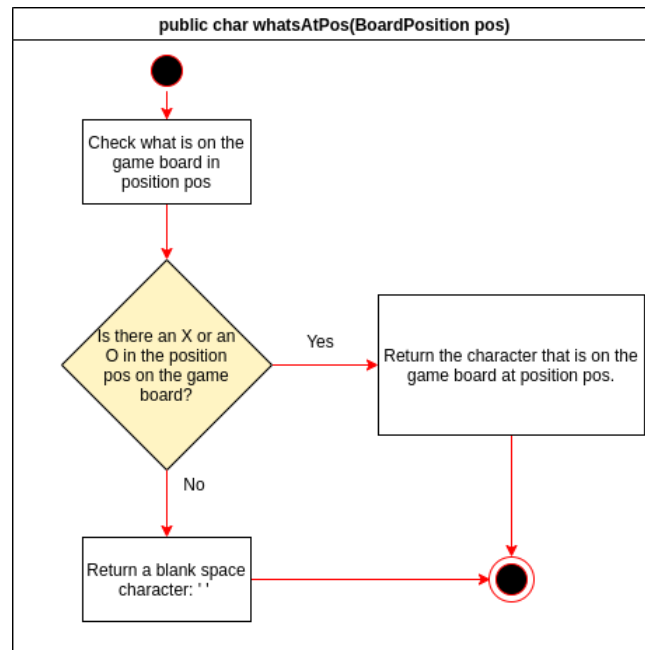 public char whatsAtPos(BoardPosition pos)
Check what is on the
game board in
position pos
Is there an X or an
O in the position
pos on the game
board?
Yes
Return the character that is on the
game board at position pos.
No
Return a blank space
character: ' '